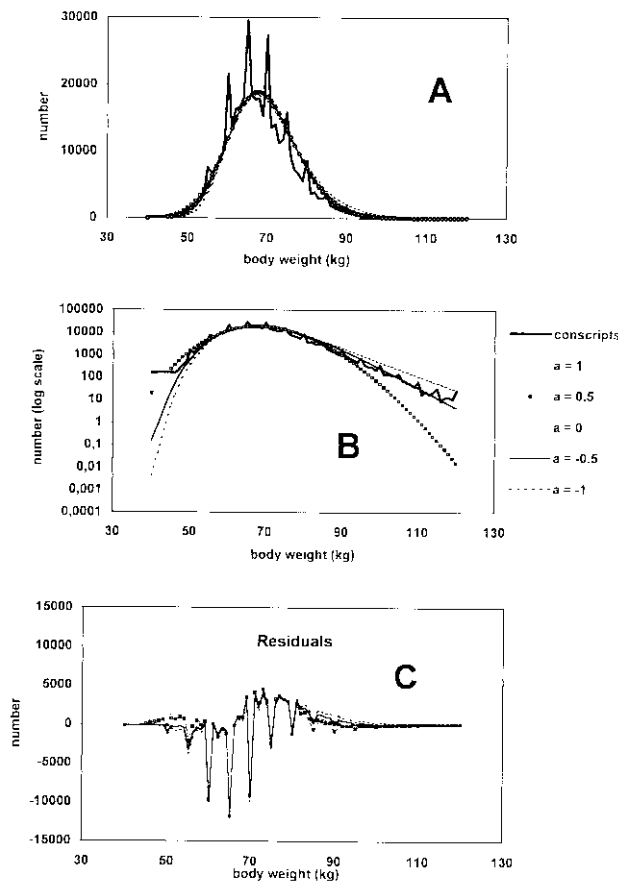 30000
20000
10000
0
number
A
30 50 70 90 110 130
body weight (kg)
100000
10000
1000
100
10
1
0,1
0,01
0,001
0,0001
number (log scale)
B
30 50 70 90 110 130
body weight (kg)
conscripts
a = 1
a = 0.5
a = 0
a = -0.5
a = -1
15000
10000
5000
0
-5000
-10000
-15000
number
Residuals
C
30 50 70 90 110 130
body weight (kg)